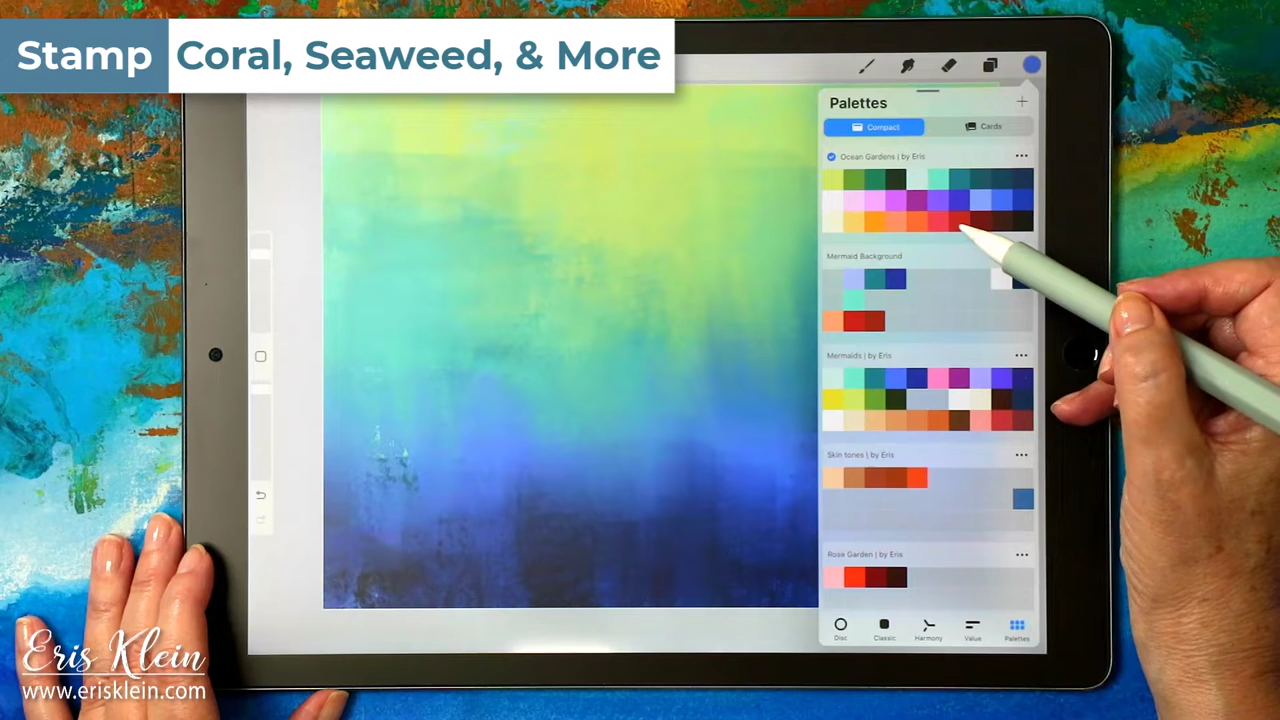 Stamp Coral, Seaweed, & More
Palettes
Compact
Cards
Ocean Gardens | by Eris
Mermaid Background
Mermaids | by Eris
Skin tones | by Eris
Rose Garden | by Eris
Disc
Classic
Harmony
Value
Palettes
Eris Klein
www.erisklein.com